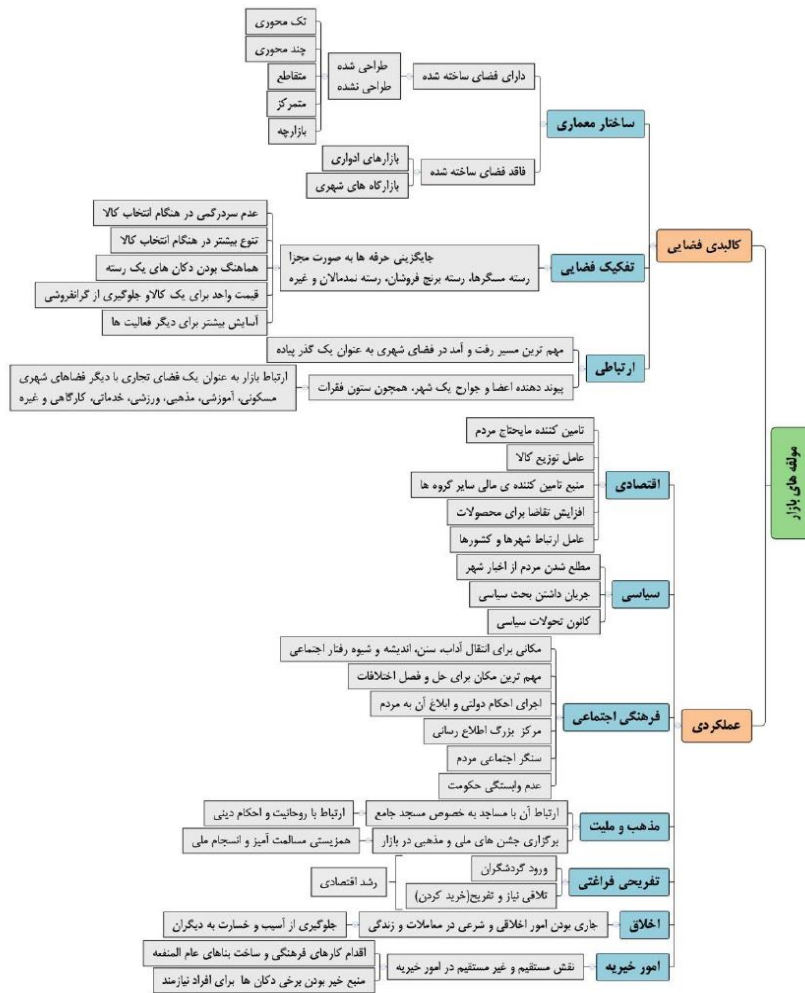 مولفه های بازار
کالبدی فضایی
ساختار معماری
دارای فضای ساخته شده
طراحی شده
طراحی نشده
تک محوری
چند محوری
متقاطع
متمرکز
بازارچه
فاقد فضای ساخته شده
بازارهای ادواری
بازارگاه های شهری
تفکیک فضایی
جایگزینی حرفه ها به صورت مجزا
رسته مسگرها، رسته برنج فروشان، رسته نمدمالان و غیره
عدم سردرگمی در هنگام انتخاب کالا
تنوع بیشتر در هنگام انتخاب کالا
هماهنگ بودن دکان های یک رسته
قیمت واحد برای یک کالاو جلوگیری از گرانفروشی
آسایش بیشتر برای دیگر فعالیت ها
ارتباطی
مهم ترین مسیر رفت و آمد در فضای شهری به عنوان یک گذر پیاده
پیوند دهنده اعضا و جوارح یک شهر، همچون ستون فقرات
ارتباط بازار به عنوان یک فضای تجاری با دیگر فضاهای شهری
مسکونی، آموزشی، مذهبی، ورزشی، خدماتی، کارگاهی و غیره
عملکردی
اقتصادی
تامین کننده مایحتاج مردم
عامل توزیع کالا
منبع تامین کننده ی مالی سایر گروه ها
افزایش تقاضا برای محصولات
عامل ارتباط شهرها و کشورها
سیاسی
مطلع شدن مردم از اخبار شهر
جریان داشتن بحث سیاسی
کانون تحولات سیاسی
فرهنگی اجتماعی
مکانی برای انتقال آداب، سنن، اندیشه و شیوه رفتار اجتماعی
مهم ترین مکان برای حل و فصل اختلافات
اجرای احکام دولتی و ابلاغ آن به مردم
مرکز بزرگ اطلاع رسانی
سنگر اجتماعی مردم
عدم وابستگی حکومت
مذهب و ملیت
ارتباط آن با مساجد به خصوص مسجد جامع
ارتباط با روحانیت و احکام دینی
برگزاری جشن های ملی و مذهبی در بازار
همزیستی مسالمت آمیز و انسجام ملی
تفریحی فراغتی
ورود گردشگران
تلاقی نیاز و تفریح(خرید کردن)
رشد اقتصادی
اخلاق
جاری بودن امور اخلاقی و شرعی در معاملات و زندگی
جلوگیری از آسیب و خسارت به دیگران
امور خیریه
نقش مستقیم و غیر مستقیم در امور خیریه
اقدام کارهای فرهنگی و ساخت بناهای عام المنفعه
منبع خیر بودن برخی دکان ها برای افراد نیازمند